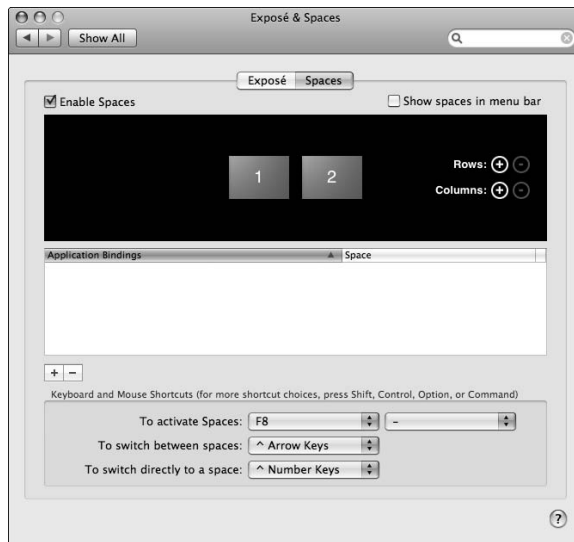 Exposé & Spaces
Show All
Exposé Spaces
Enable Spaces Show spaces in menu bar
1 2
Rows: + -
Columns: + -
Application Bindings Space
+ -
Keyboard and Mouse Shortcuts (for more shortcut choices, press Shift, Control, Option, or Command)
To activate Spaces: F8 -
To switch between spaces: ^ Arrow Keys
To switch directly to a space: ^ Number Keys
?